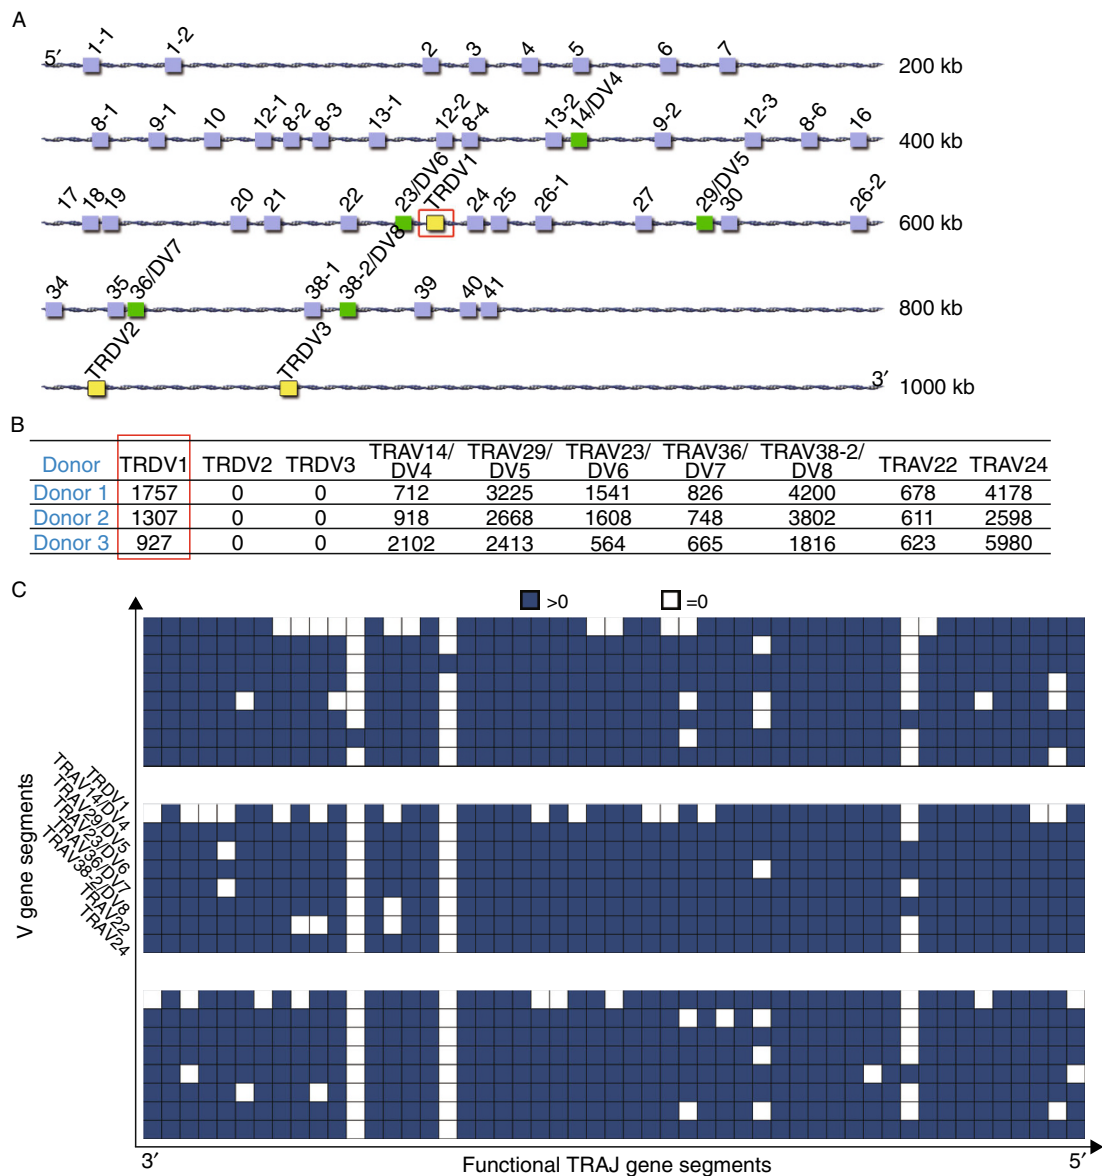 A
5′ 1-1 1-2 2 3 4 5 6 7 200 kb
8-1 9-1 10 12-1 8-2 8-3 13-1 12-2 8-4 13-2 14/DV4 9-2 12-3 8-6 16 400 kb
17 18 19 20 21 22 23/DV6 TRDV1 24 25 26-1 27 29/DV5 30 26-2 600 kb
34 35 36/DV7 38-1 38-2/DV8 39 40 41 800 kb
TRDV2 TRDV3 3′ 1000 kb
B
Donor TRDV1 TRDV2 TRDV3 TRAV14/DV4 TRAV29/DV5 TRAV23/DV6 TRAV36/DV7 TRAV38-2/DV8 TRAV22 TRAV24
Donor 1 1757 0 0 712 3225 1541 826 4200 678 4178
Donor 2 1307 0 0 918 2668 1608 748 3802 611 2598
Donor 3 927 0 0 2102 2413 564 665 1816 623 5980
C
>0 =0
V gene segments
TRDV1
TRAV14/DV4
TRAV29/DV5
TRAV23/DV6
TRAV36/DV7
TRAV38-2/DV8
TRAV22
TRAV24
3′ Functional TRAJ gene segments 5′